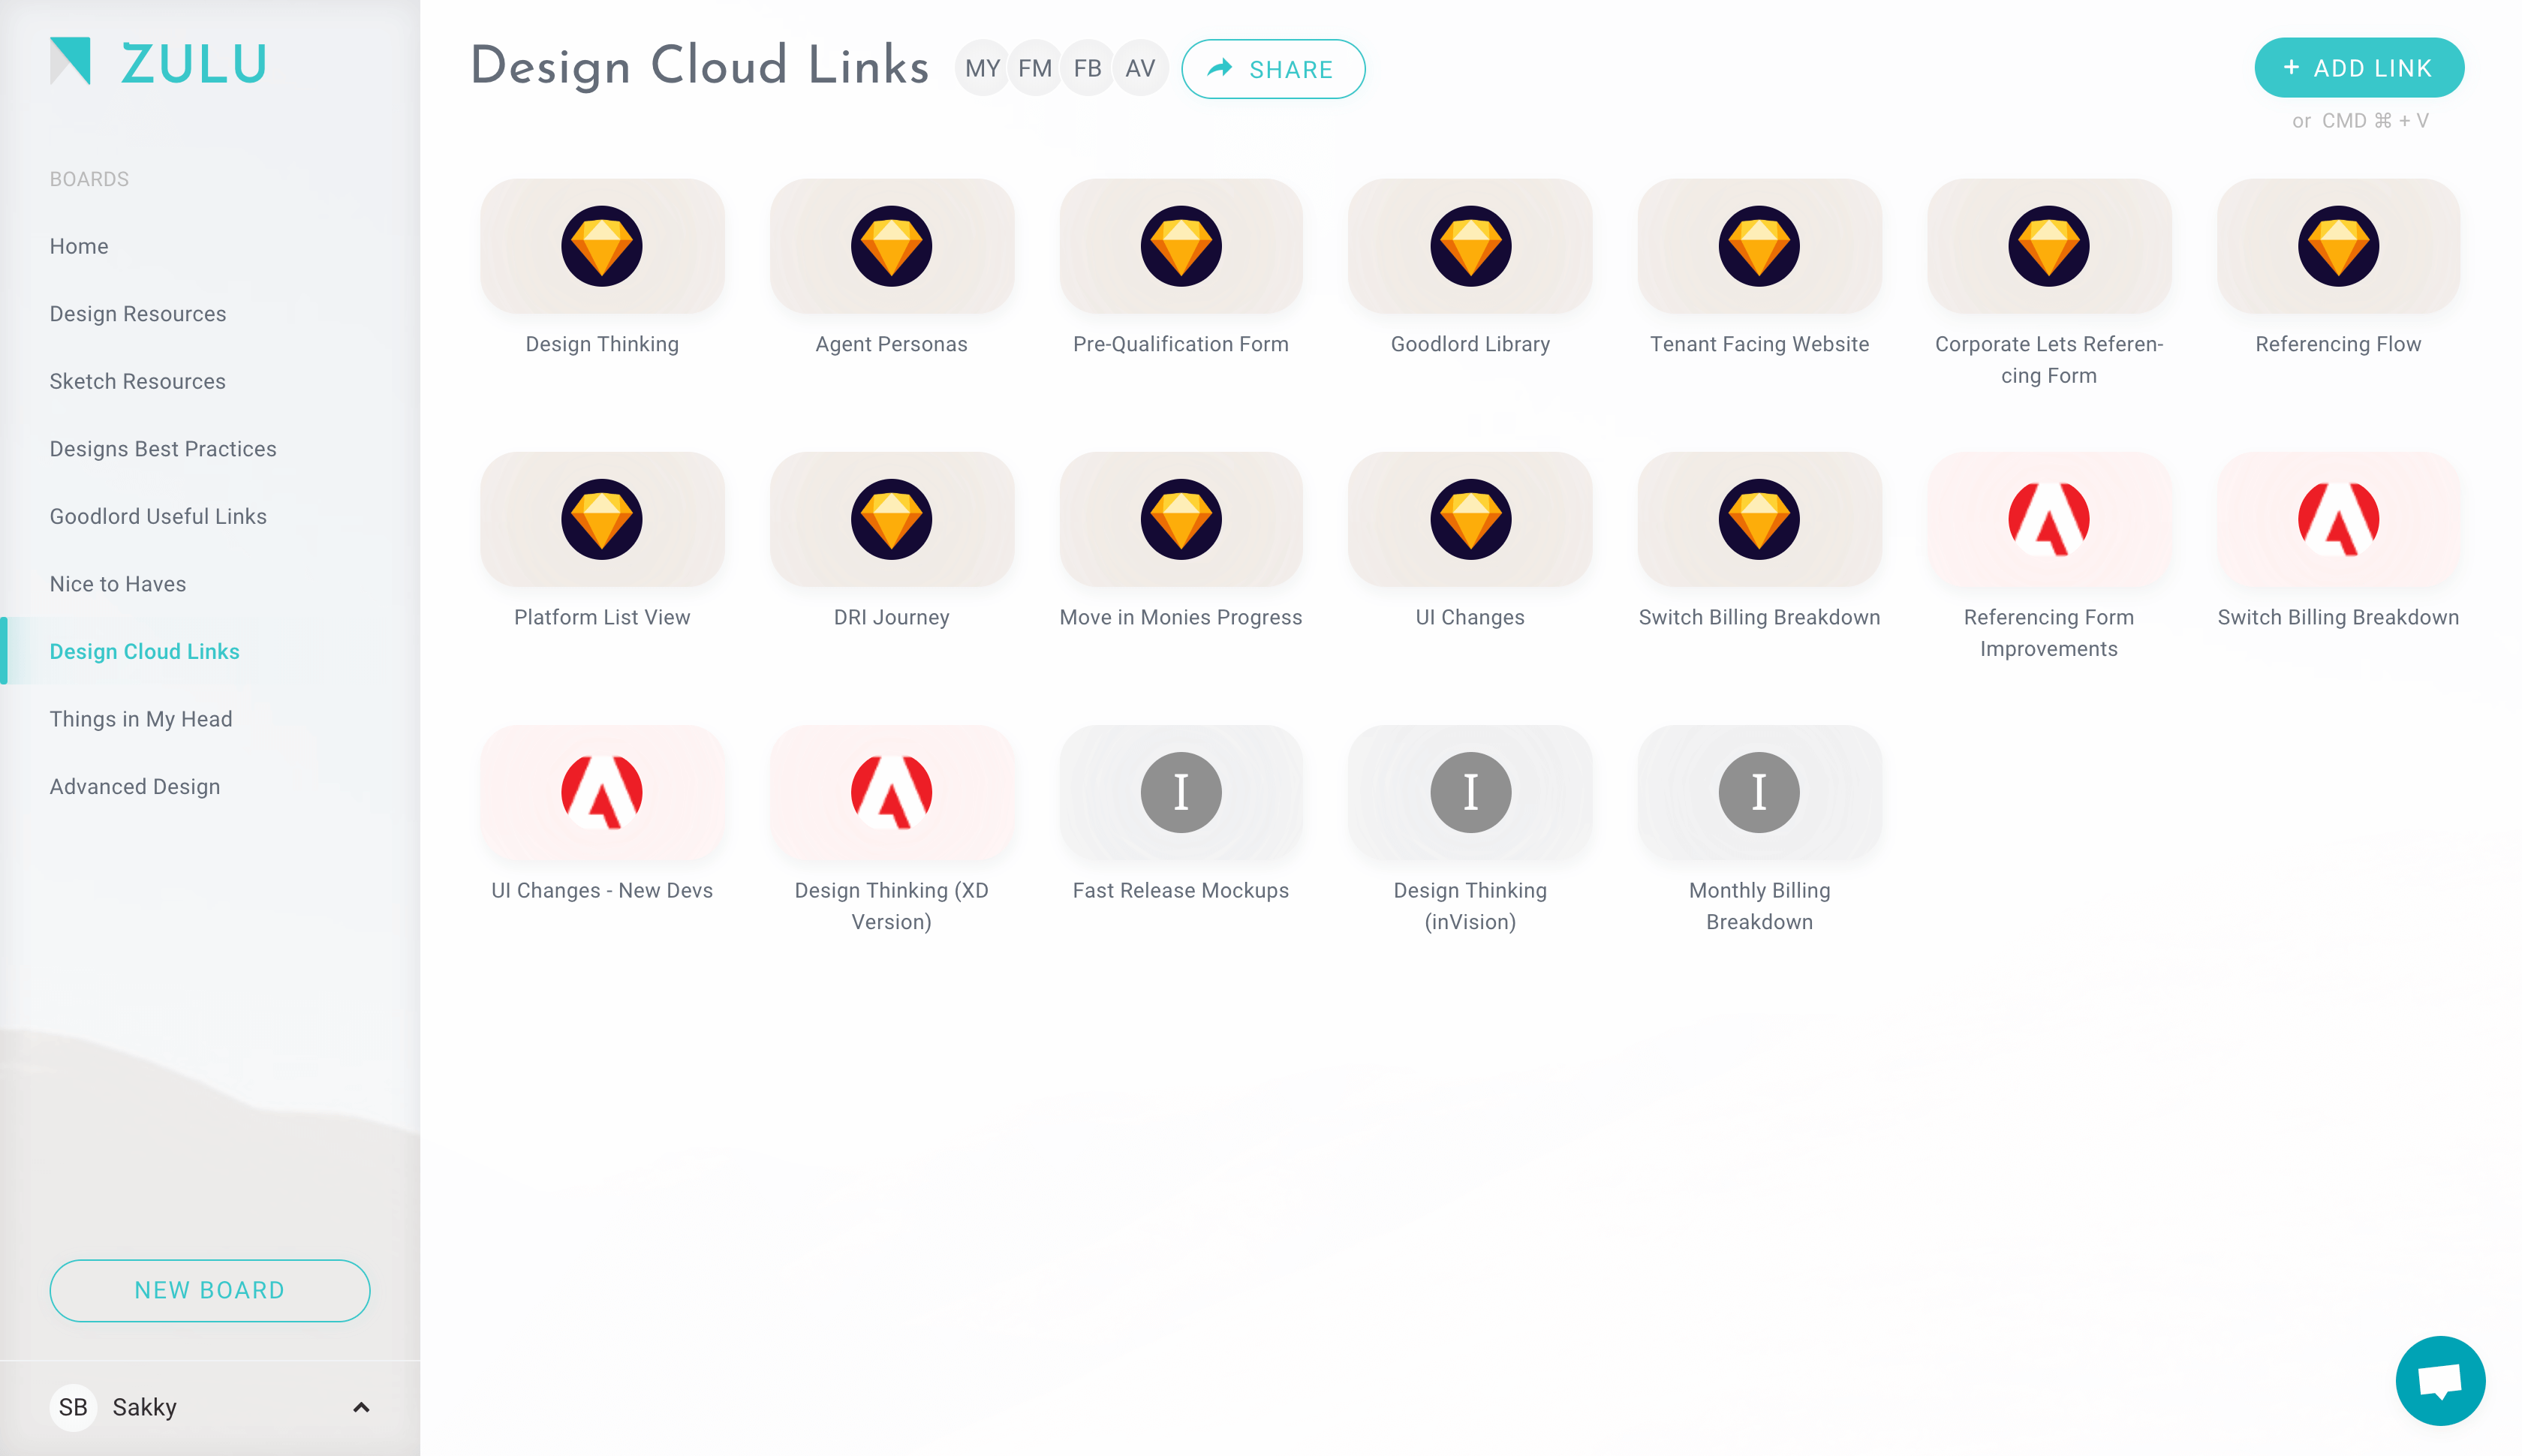 ZULU
BOARDS
Home
Design Resources
Sketch Resources
Designs Best Practices
Goodlord Useful Links
Nice to Haves
Design Cloud Links
Things in My Head
Advanced Design
NEW BOARD
SB Sakky
Design Cloud Links MY FM FB AV SHARE
+ ADD LINK
or CMD ⌘ + V
Design Thinking
Agent Personas
Pre-Qualification Form
Goodlord Library
Tenant Facing Website
Corporate Lets Referen-
cing Form
Referencing Flow
Platform List View
DRI Journey
Move in Monies Progress
UI Changes
Switch Billing Breakdown
Referencing Form
Improvements
Switch Billing Breakdown
UI Changes - New Devs
Design Thinking (XD
Version)
I
Fast Release Mockups
I
Design Thinking
(inVision)
I
Monthly Billing
Breakdown